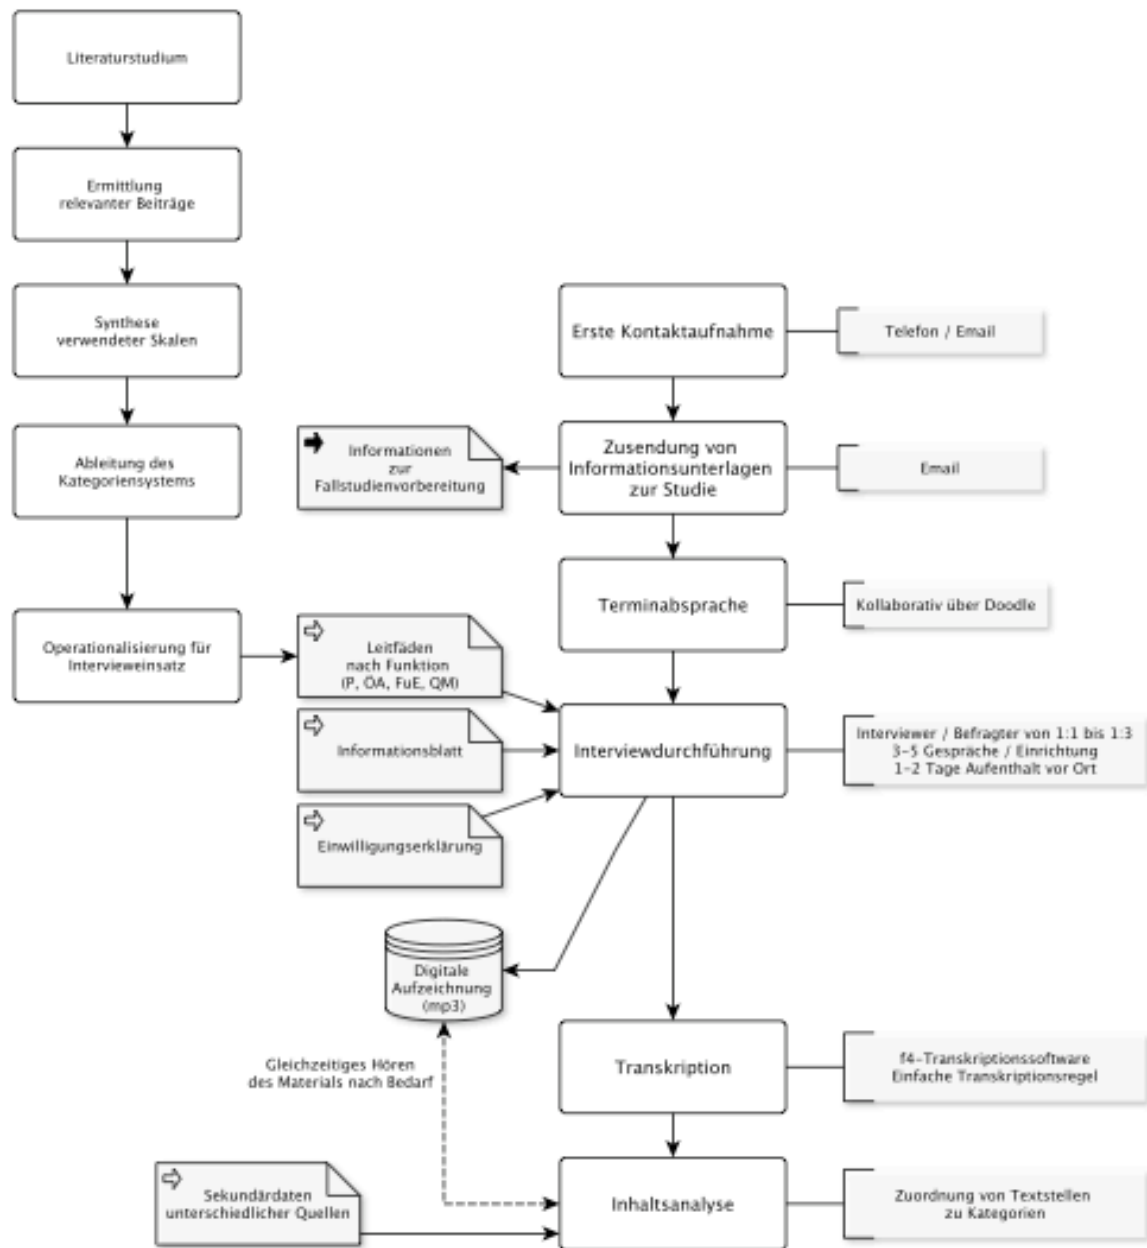 Literaturstudium
Ermittlung
relevanter Beiträge
Synthese
verwendeter Skalen
Ableitung des
Kategoriensystems
Operationalisierung für
Intervieweinsatz
Erste Kontaktaufnahme
Telefon / Email
Informationen
zur
Fallstudienvorbereitung
Zusendung von
Informationsunterlagen
zur Studie
Email
Terminabsprache
Kollaborativ über Doodle
Leitfäden
nach Funktion
(P, ÖA, FuE, QM)
Informationsblatt
Einwilligungserklärung
Interviewdurchführung
Interviewer / Befragter von 1:1 bis 1:3
3-5 Gespräche / Einrichtung
1-2 Tage Aufenthalt vor Ort
Digitale
Aufzeichnung
(mp3)
Gleichzeitiges Hören
des Materials nach Bedarf
Transkription
f4-Transkriptionssoftware
Einfache Transkriptionsregel
Sekundärdaten
unterschiedlicher Quellen
Inhaltsanalyse
Zuordnung von Textstellen
zu Kategorien